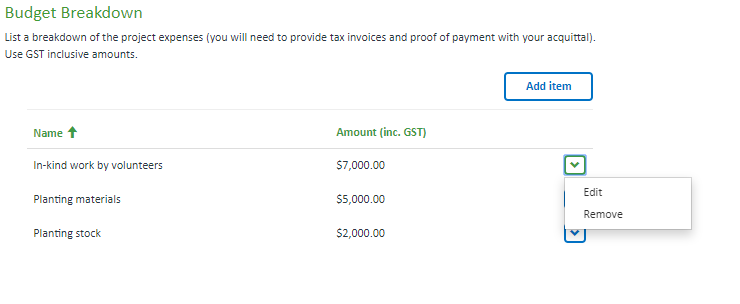 Budget Breakdown
List a breakdown of the project expenses (you will need to provide tax invoices and proof of payment with your acquittal).
Use GST inclusive amounts.
Add item
Name Amount (inc. GST)
In-kind work by volunteers $7,000.00
Edit
Planting materials $5,000.00
Remove
Planting stock $2,000.00